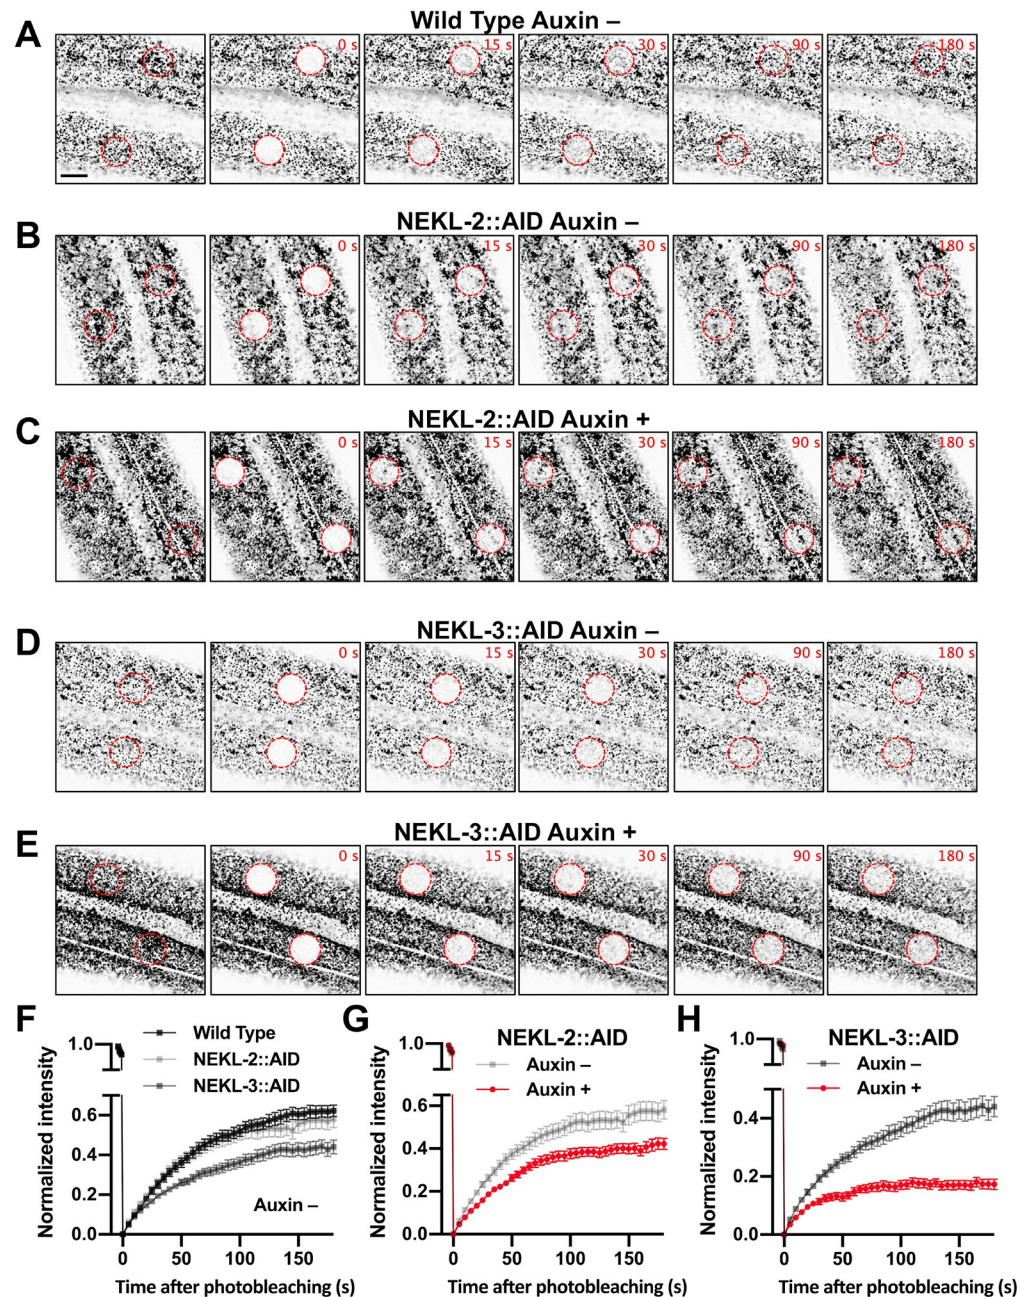 A
Wild Type Auxin –
0 s
15 s
30 s
90 s
180 s
B
NEKL-2::AID Auxin –
0 s
15 s
30 s
90 s
180 s
C
NEKL-2::AID Auxin +
0 s
15 s
30 s
90 s
180 s
D
NEKL-3::AID Auxin –
0 s
15 s
30 s
90 s
180 s
E
NEKL-3::AID Auxin +
0 s
15 s
30 s
90 s
180 s
F
Wild Type
NEKL-2::AID
NEKL-3::AID
Normalized intensity
1.0
0.6
0.4
0.2
0.0
Auxin –
0
50
100
150
Time after photobleaching (s)
G
NEKL-2::AID
Auxin –
Auxin +
Normalized intensity
1.0
0.6
0.4
0.2
0.0
0
50
100
150
Time after photobleaching (s)
H
NEKL-3::AID
Auxin –
Auxin +
Normalized intensity
1.0
0.4
0.2
0.0
0
50
100
150
Time after photobleaching (s)